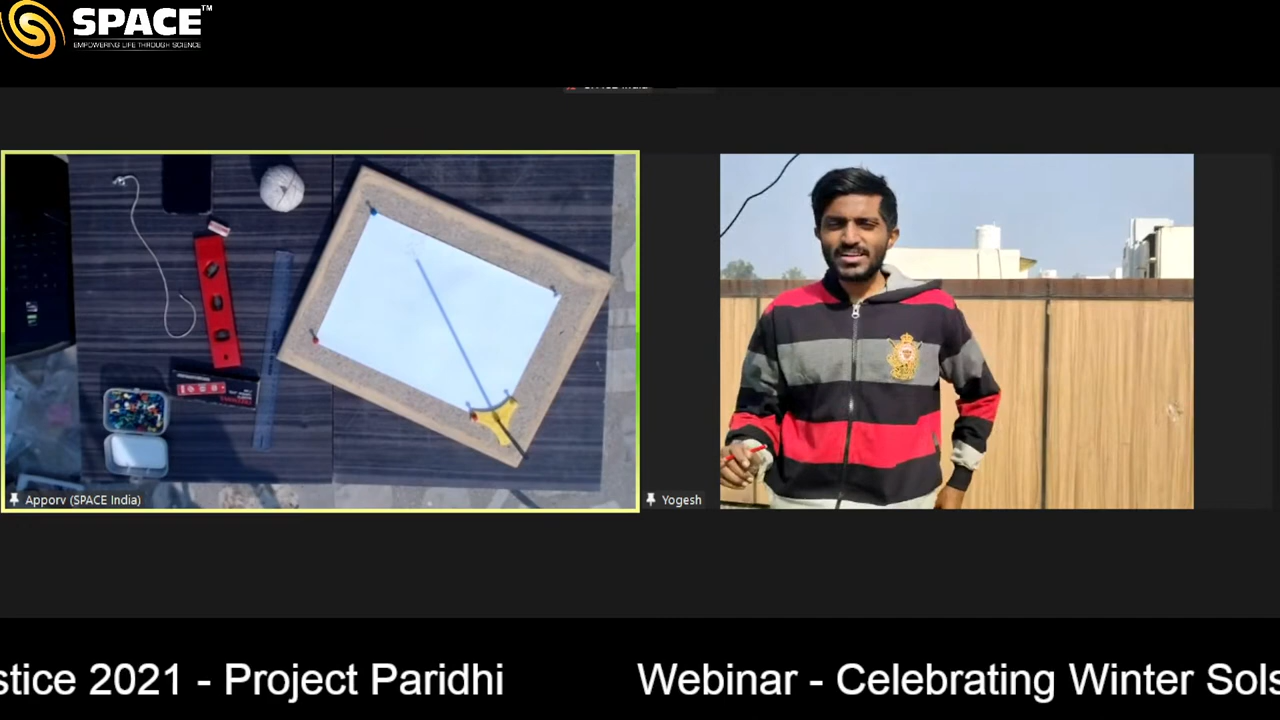 SPACE™
EMPOWERING LIFE THROUGH SCIENCE
Apporv (SPACE India)
Yogesh
stice 2021 - Project Paridhi
Webinar - Celebrating Winter Sols